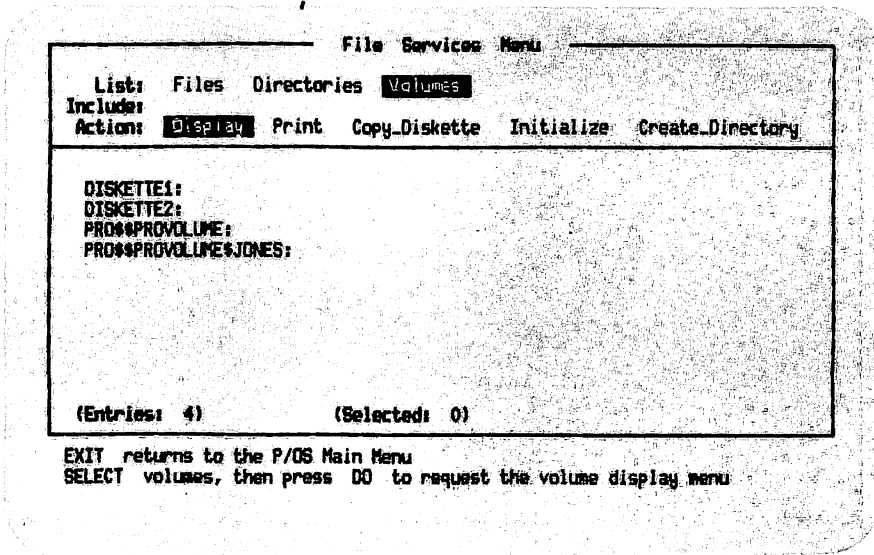 File Services Menu
List: Files Directories Volumes
Include:
Action: Display Print Copy_Diskette Initialize Create_Directory
DISKETTE1:
DISKETTE2:
PRO$$PROVOLUME:
PRO$$PROVOLUME$JONES:
(Entries: 4) (Selected: 0)
EXIT returns to the P/OS Main Menu
SELECT volumes, then press DO to request the volume display menu